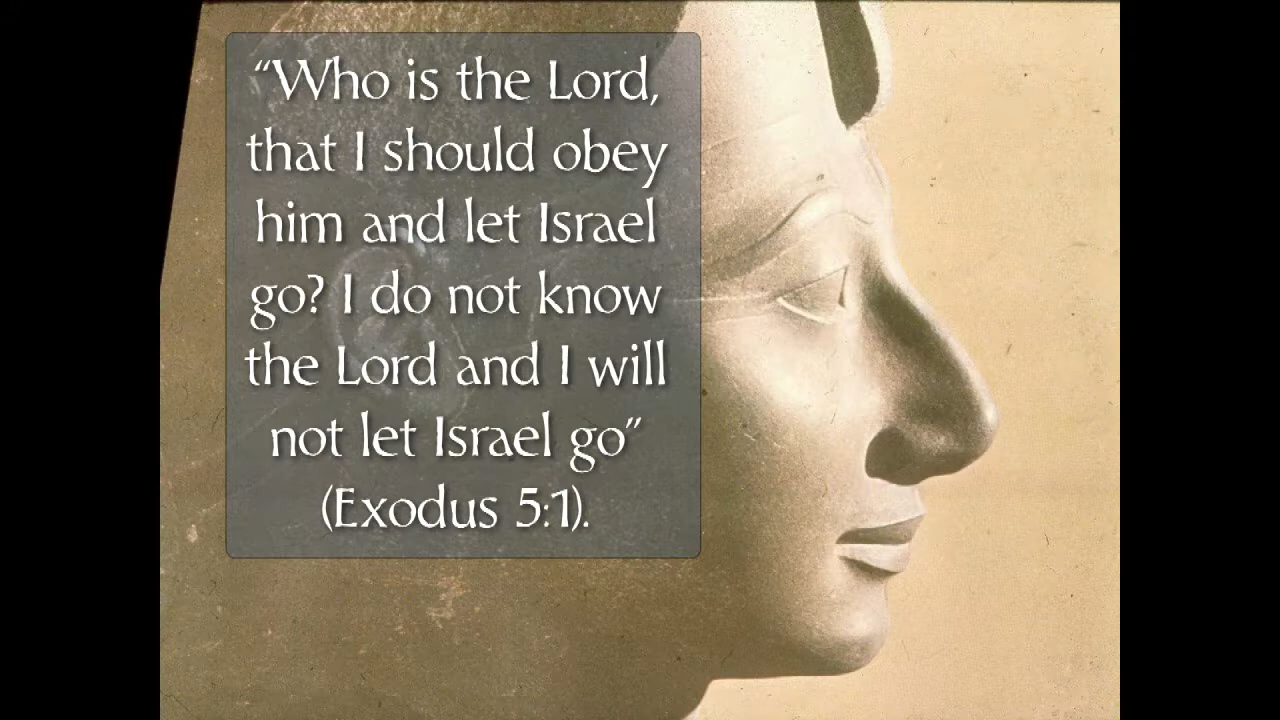 “Who is the Lord,
that I should obey
him and let Israel
go? I do not know
the Lord and I will
not let Israel go”
(Exodus 5:1).